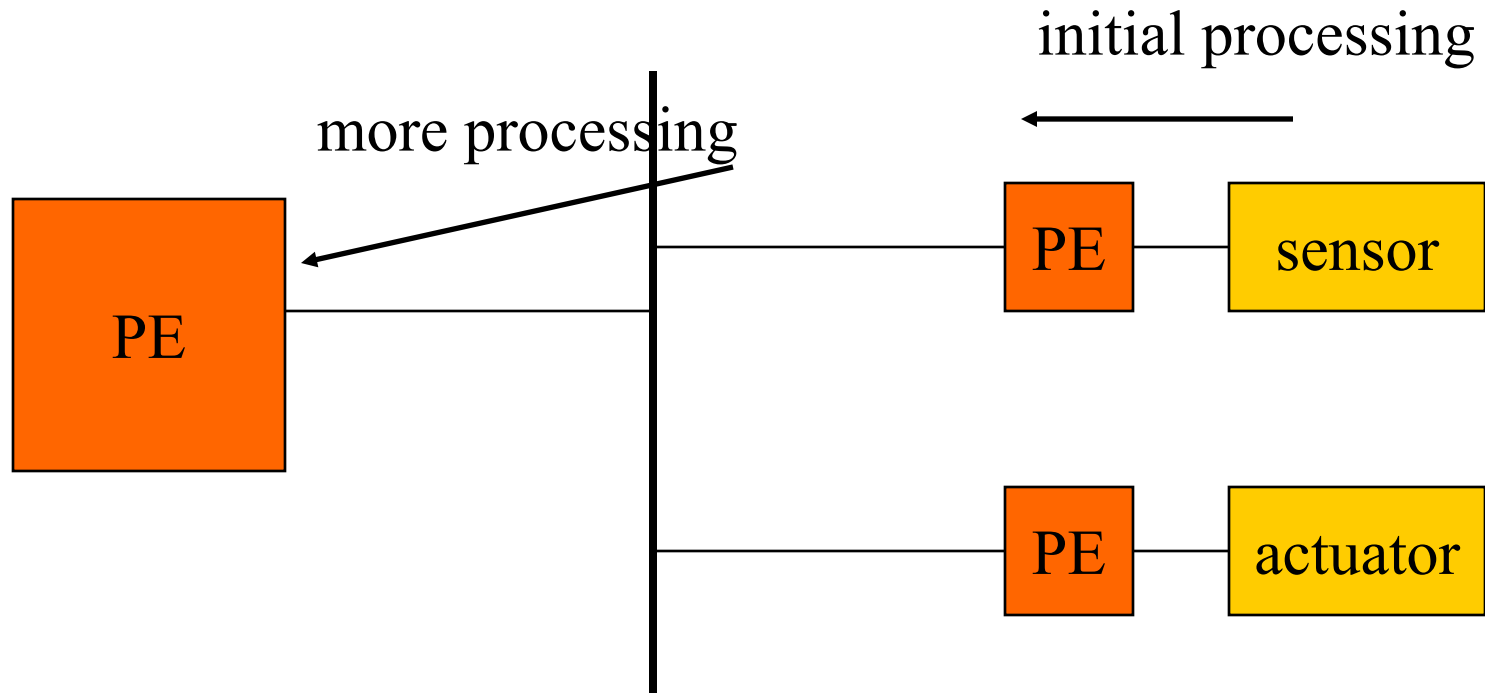 initial processing
more processing
PE
sensor
PE
PE
actuator